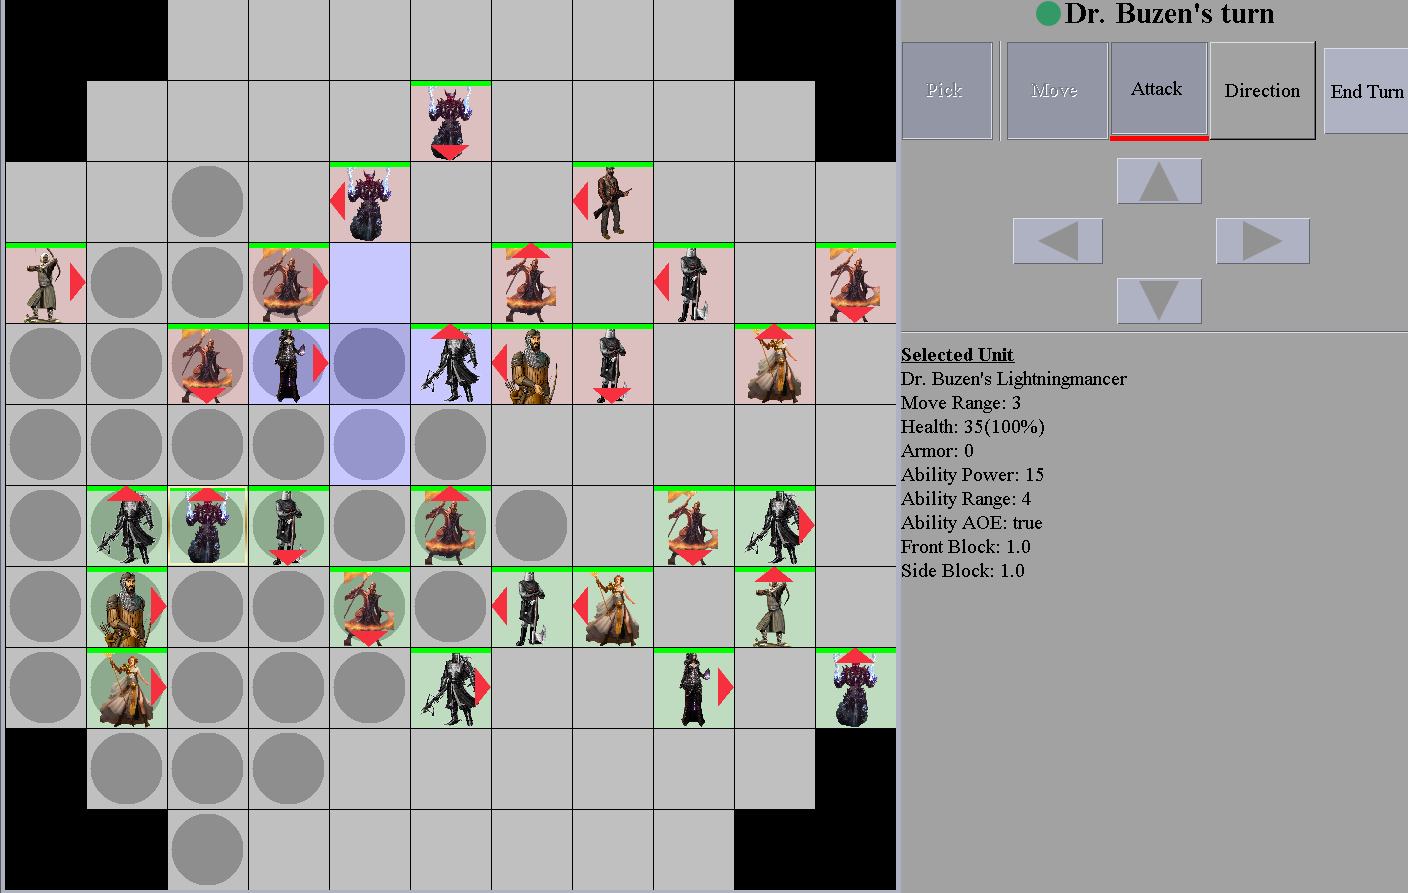 Dr. Buzen's turn
Pick Move Attack Direction End Turn
Selected Unit
Dr. Buzen's Lightningmancer
Move Range: 3
Health: 35(100%)
Armor: 0
Ability Power: 15
Ability Range: 4
Ability AOE: true
Front Block: 1.0
Side Block: 1.0